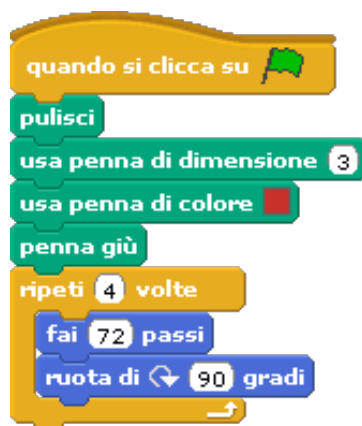 quando si clicca su
pulisci
usa penna di dimensione 3
usa penna di colore
penna giù
ripeti 4 volte
fai 72 passi
ruota di 90 gradi